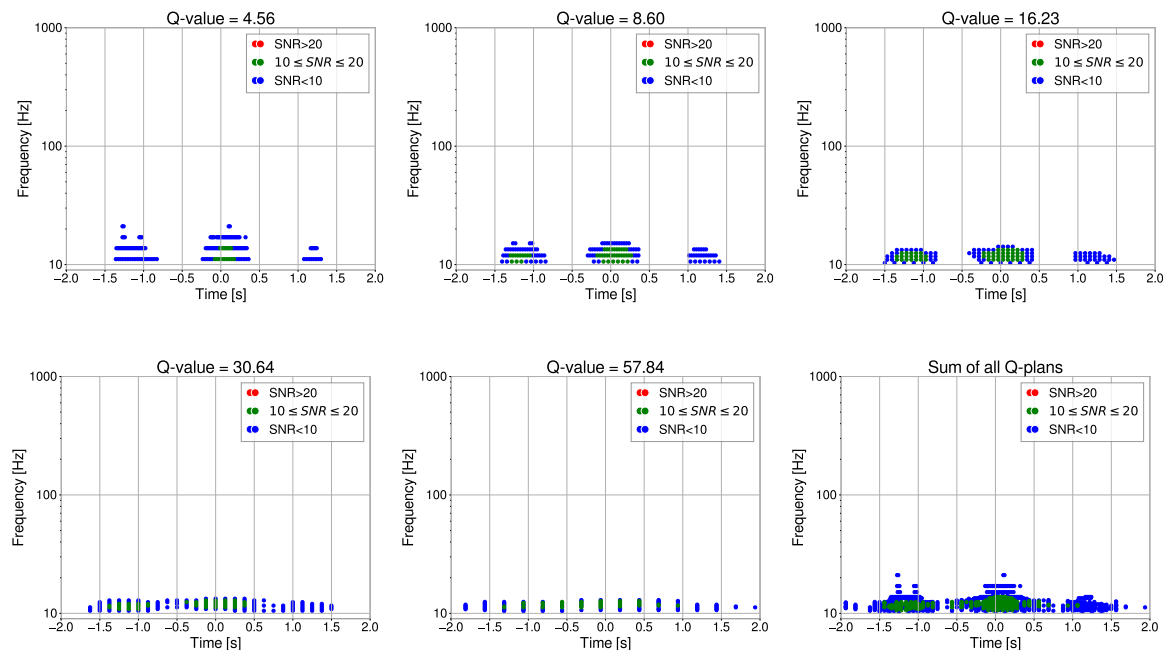 Q-value = 4.56
1000
100
10
Frequency [Hz]
SNR>20
10 ≤ SNR ≤ 20
SNR<10
−2.0 −1.5 −1.0 −0.5 0.0 0.5 1.0 1.5 2.0
Time [s]
Q-value = 8.60
1000
100
10
Frequency [Hz]
SNR>20
10 ≤ SNR ≤ 20
SNR<10
−2.0 −1.5 −1.0 −0.5 0.0 0.5 1.0 1.5 2.0
Time [s]
Q-value = 16.23
1000
100
10
Frequency [Hz]
SNR>20
10 ≤ SNR ≤ 20
SNR<10
−2.0 −1.5 −1.0 −0.5 0.0 0.5 1.0 1.5 2.0
Time [s]
Q-value = 30.64
1000
100
10
Frequency [Hz]
SNR>20
10 ≤ SNR ≤ 20
SNR<10
−2.0 −1.5 −1.0 −0.5 0.0 0.5 1.0 1.5 2.0
Time [s]
Q-value = 57.84
1000
100
10
Frequency [Hz]
SNR>20
10 ≤ SNR ≤ 20
SNR<10
−2.0 −1.5 −1.0 −0.5 0.0 0.5 1.0 1.5 2.0
Time [s]
Sum of all Q-plans
1000
100
10
Frequency [Hz]
SNR>20
10 ≤ SNR ≤ 20
SNR<10
−2.0 −1.5 −1.0 −0.5 0.0 0.5 1.0 1.5 2.0
Time [s]